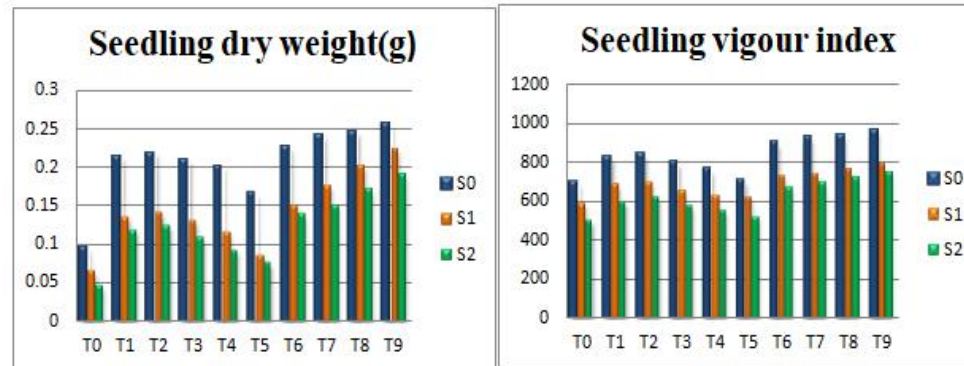 Seedling dry weight(g)
0.3
0.25
0.2
0.15
0.1
0.05
0
T0 T1 T2 T3 T4 T5 T6 T7 T8 T9
S0
S1
S2
Seedling vigour index
1200
1000
800
600
400
200
0
T0 T1 T2 T3 T4 T5 T6 T7 T8 T9
S0
S1
S2